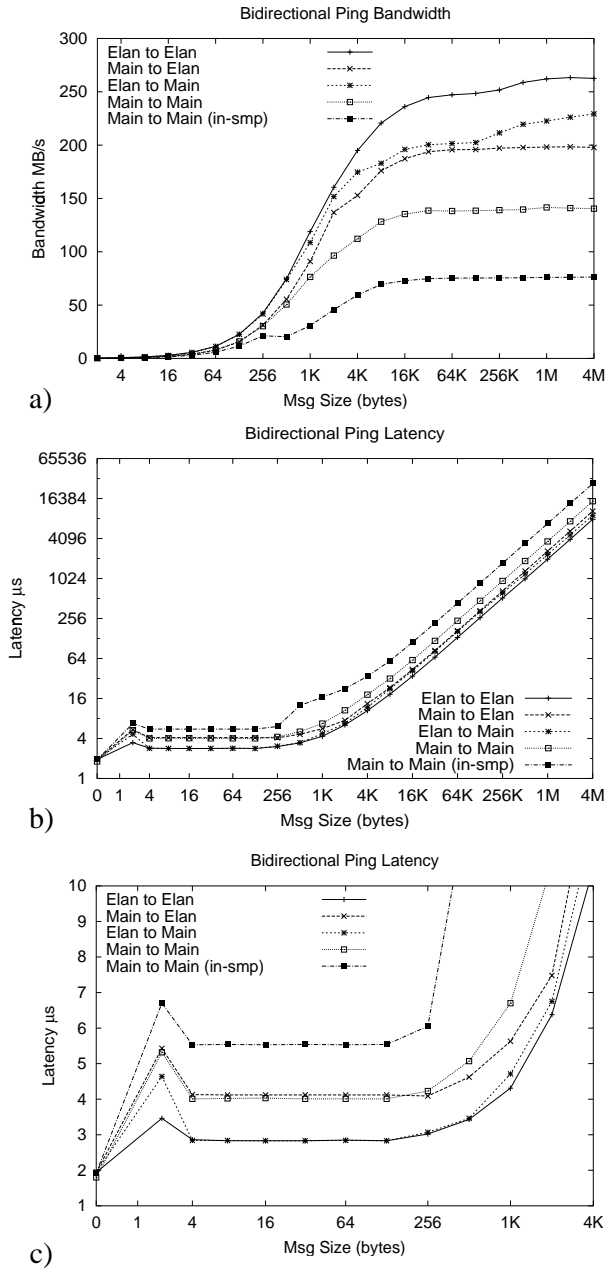 Bidirectional Ping Bandwidth
300
250
200
150
100
50
0
Bandwidth MB/s
Elan to Elan
Main to Elan
Elan to Main
Main to Main
Main to Main (in-smp)
4 16 64 256 1K 4K 16K 64K 256K 1M 4M
Msg Size (bytes)
a)
Bidirectional Ping Latency
65536
16384
4096
1024
256
64
16
4
1
Latency µs
Elan to Elan
Main to Elan
Elan to Main
Main to Main
Main to Main (in-smp)
0 1 4 16 64 256 1K 4K 16K 64K 256K 1M 4M
Msg Size (bytes)
b)
Bidirectional Ping Latency
10
9
8
7
6
5
4
3
2
1
Latency µs
Elan to Elan
Main to Elan
Elan to Main
Main to Main
Main to Main (in-smp)
0 1 4 16 64 256 1K 4K
Msg Size (bytes)
c)